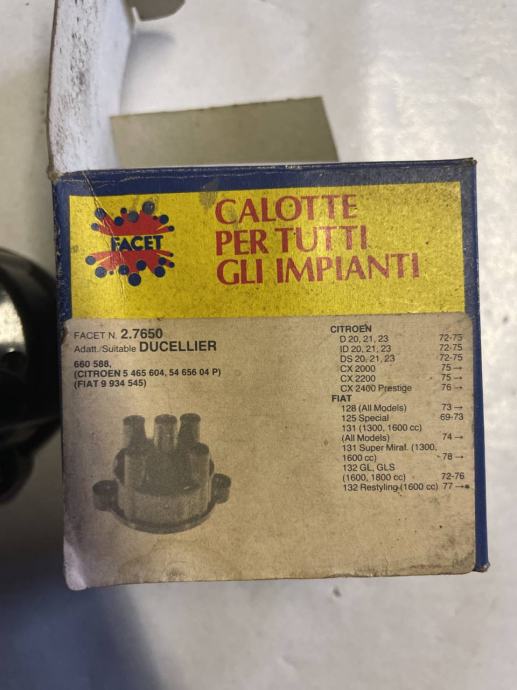 FACET
CALOTTE
PER TUTTI
GLI IMPIANTI
FACET N. 2.7650
Adatt./Suitable DUCELLIER
660 588,
(CITROEN 5 465 604, 54 656 04 P)
(FIAT 9 934 545)
CITROEN
D 20, 21, 23 72-75
ID 20, 21, 23 72-75
DS 20, 21, 23 72-75
CX 2000 75→
CX 2200 75→
CX 2400 Prestige 76→
FIAT
128 (All Models) 73→
125 Special 69-73
131 (1300, 1600 cc)
(All Models) 74→
131 Super Miraf. (1300,
1600 cc) 78→
132 GL, GLS
(1600, 1800 cc) 72-76
132 Restyling (1600 cc) 77→